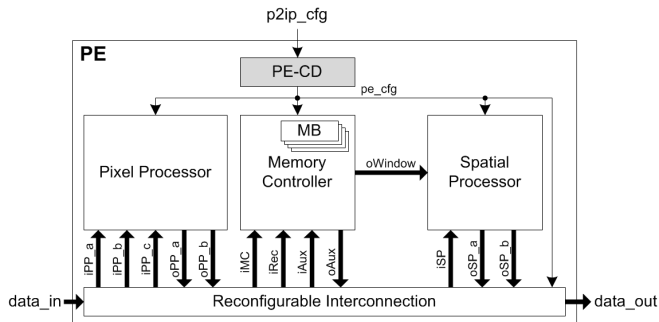 p2ip_cfg
PE
PE-CD
pe_cfg
MB
Pixel Processor
Memory
Controller
oWindow
Spatial
Processor
iPP_a
iPP_b
iPP_c
oPP_a
oPP_b
iMC
iRec
iAux
oAux
iSP
oSP_a
oSP_b
data_in
Reconfigurable Interconnection
data_out